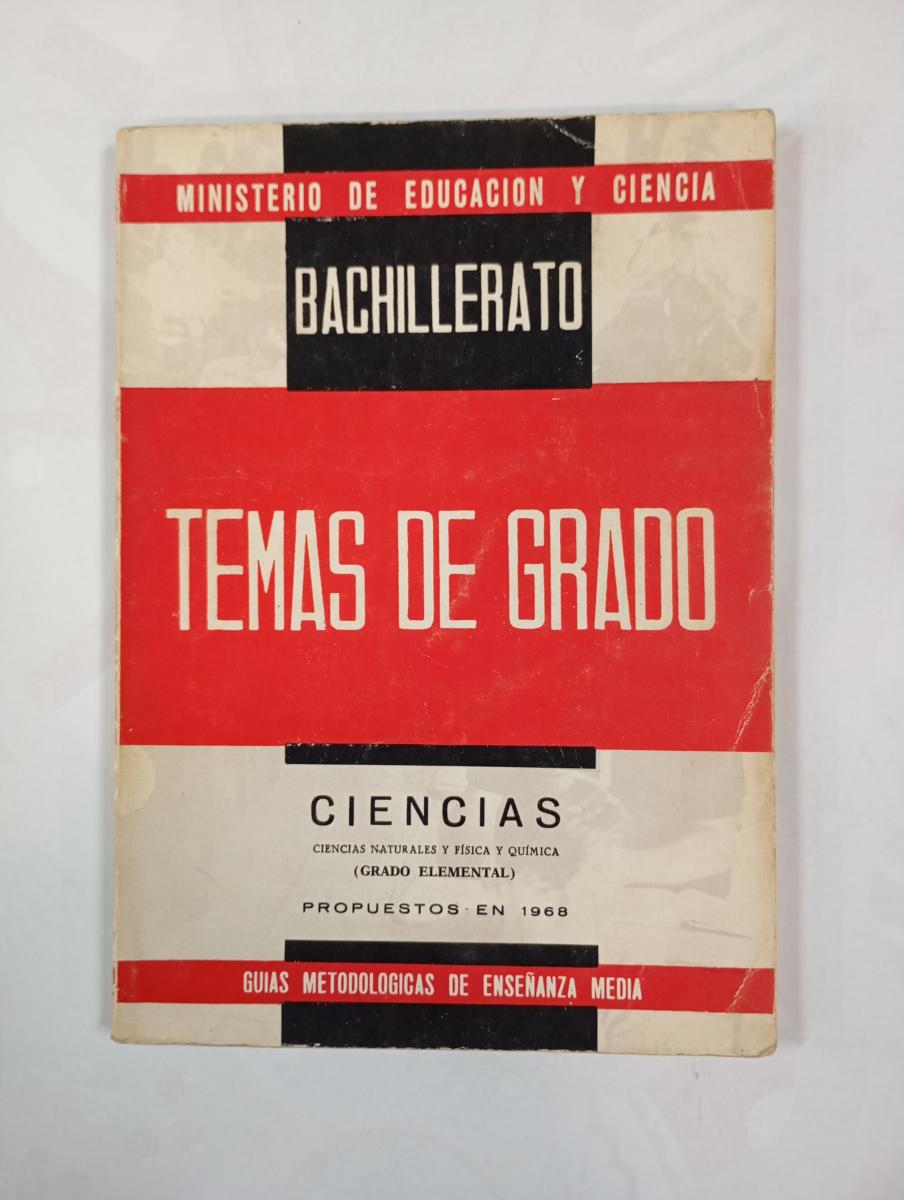 MINISTERIO DE EDUCACION Y CIENCIA
BACHILLERATO
TEMAS DE GRADO
CIENCIAS
CIENCIAS NATURALES Y FÍSICA Y QUÍMICA
(GRADO ELEMENTAL)
PROPUESTOS EN 1968
GUIAS METODOLOGICAS DE ENSEÑANZA MEDIA